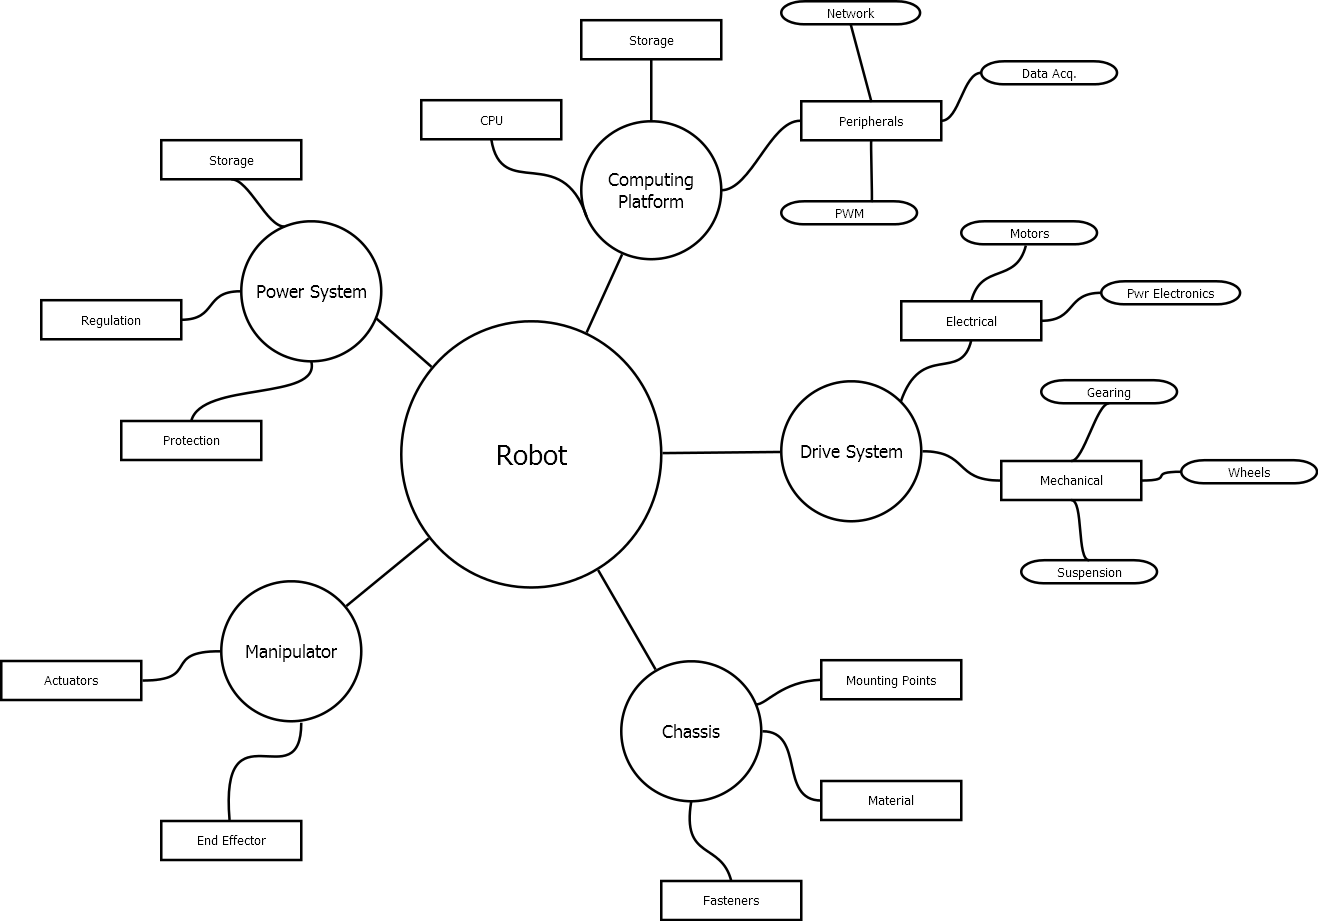 Network
Storage
Data Acq.
CPU
Peripherals
Storage
Computing
Platform
PWM
Motors
Power System
Pwr Electronics
Regulation
Electrical
Gearing
Protection
Robot
Drive System
Wheels
Mechanical
Suspension
Manipulator
Actuators
Mounting Points
Chassis
Material
End Effector
Fasteners